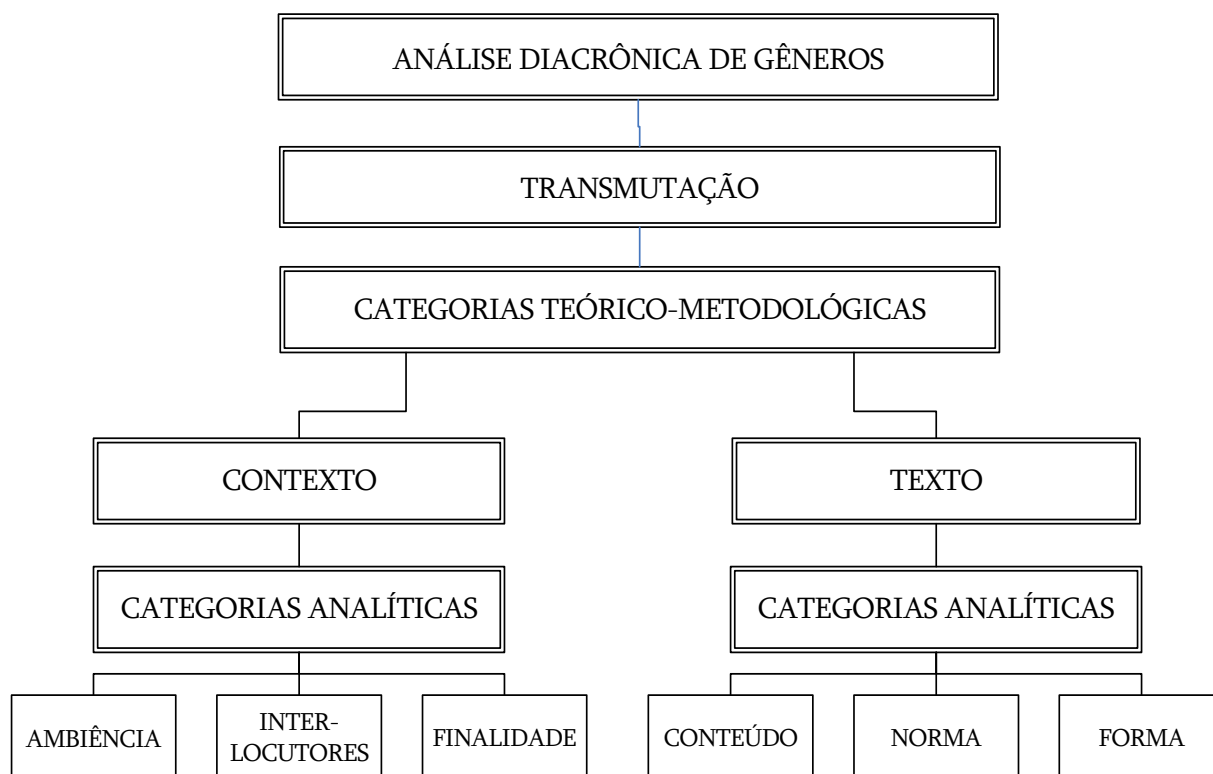 ANÁLISE DIACRÔNICA DE GÊNEROS
TRANSMUTAÇÃO
CATEGORIAS TEÓRICO-METODOLÓGICAS
CONTEXTO
TEXTO
CATEGORIAS ANALÍTICAS
CATEGORIAS ANALÍTICAS
AMBIÊNCIA
INTER-
LOCUTORES
FINALIDADE
CONTEÚDO
NORMA
FORMA